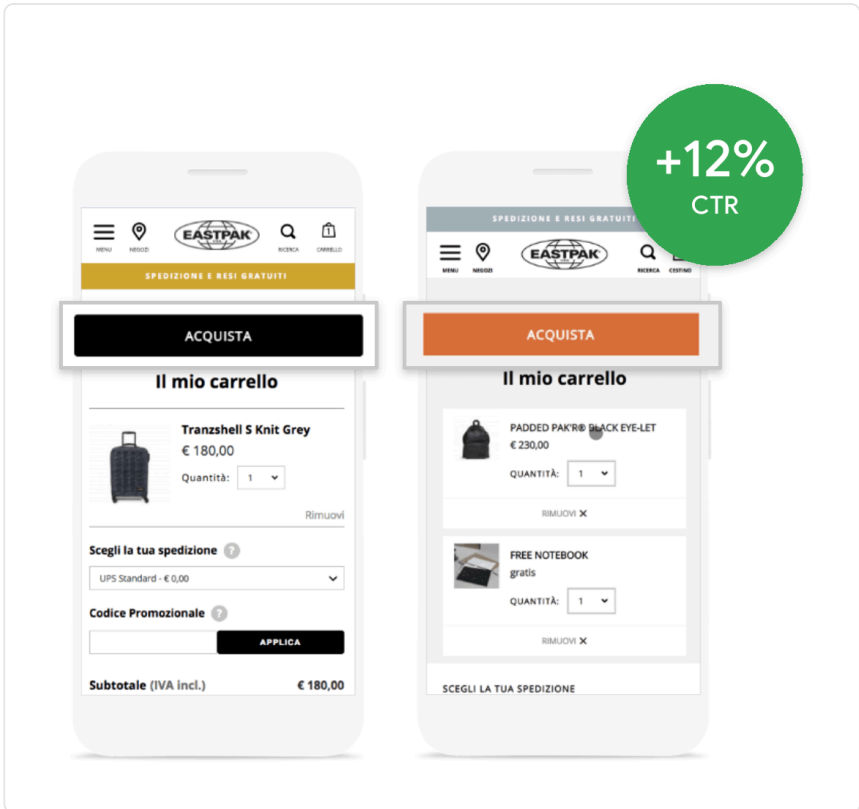 +12%
CTR
MENU
NEGOZI
EASTPAK
RICERCA
1
CARRELLO
SPEDIZIONE E RESI GRATUITI
ACQUISTA
Il mio carrello
Tranzshell S Knit Grey
€ 180,00
Quantità: 1
Rimuovi
Scegli la tua spedizione ?
UPS Standard - € 0,00
Codice Promozionale ?
APPLICA
Subtotale (IVA incl.) € 180,00
SPEDIZIONE E RESI GRATUITI
MENU
NEGOZI
EASTPAK
RICERCA
CESTINO
ACQUISTA
Il mio carrello
PADDED PAK'R® BLACK EYE-LET
€ 230,00
QUANTITÀ: 1
RIMUOVI X
FREE NOTEBOOK
gratis
QUANTITÀ: 1
RIMUOVI X
SCEGLI LA TUA SPEDIZIONE